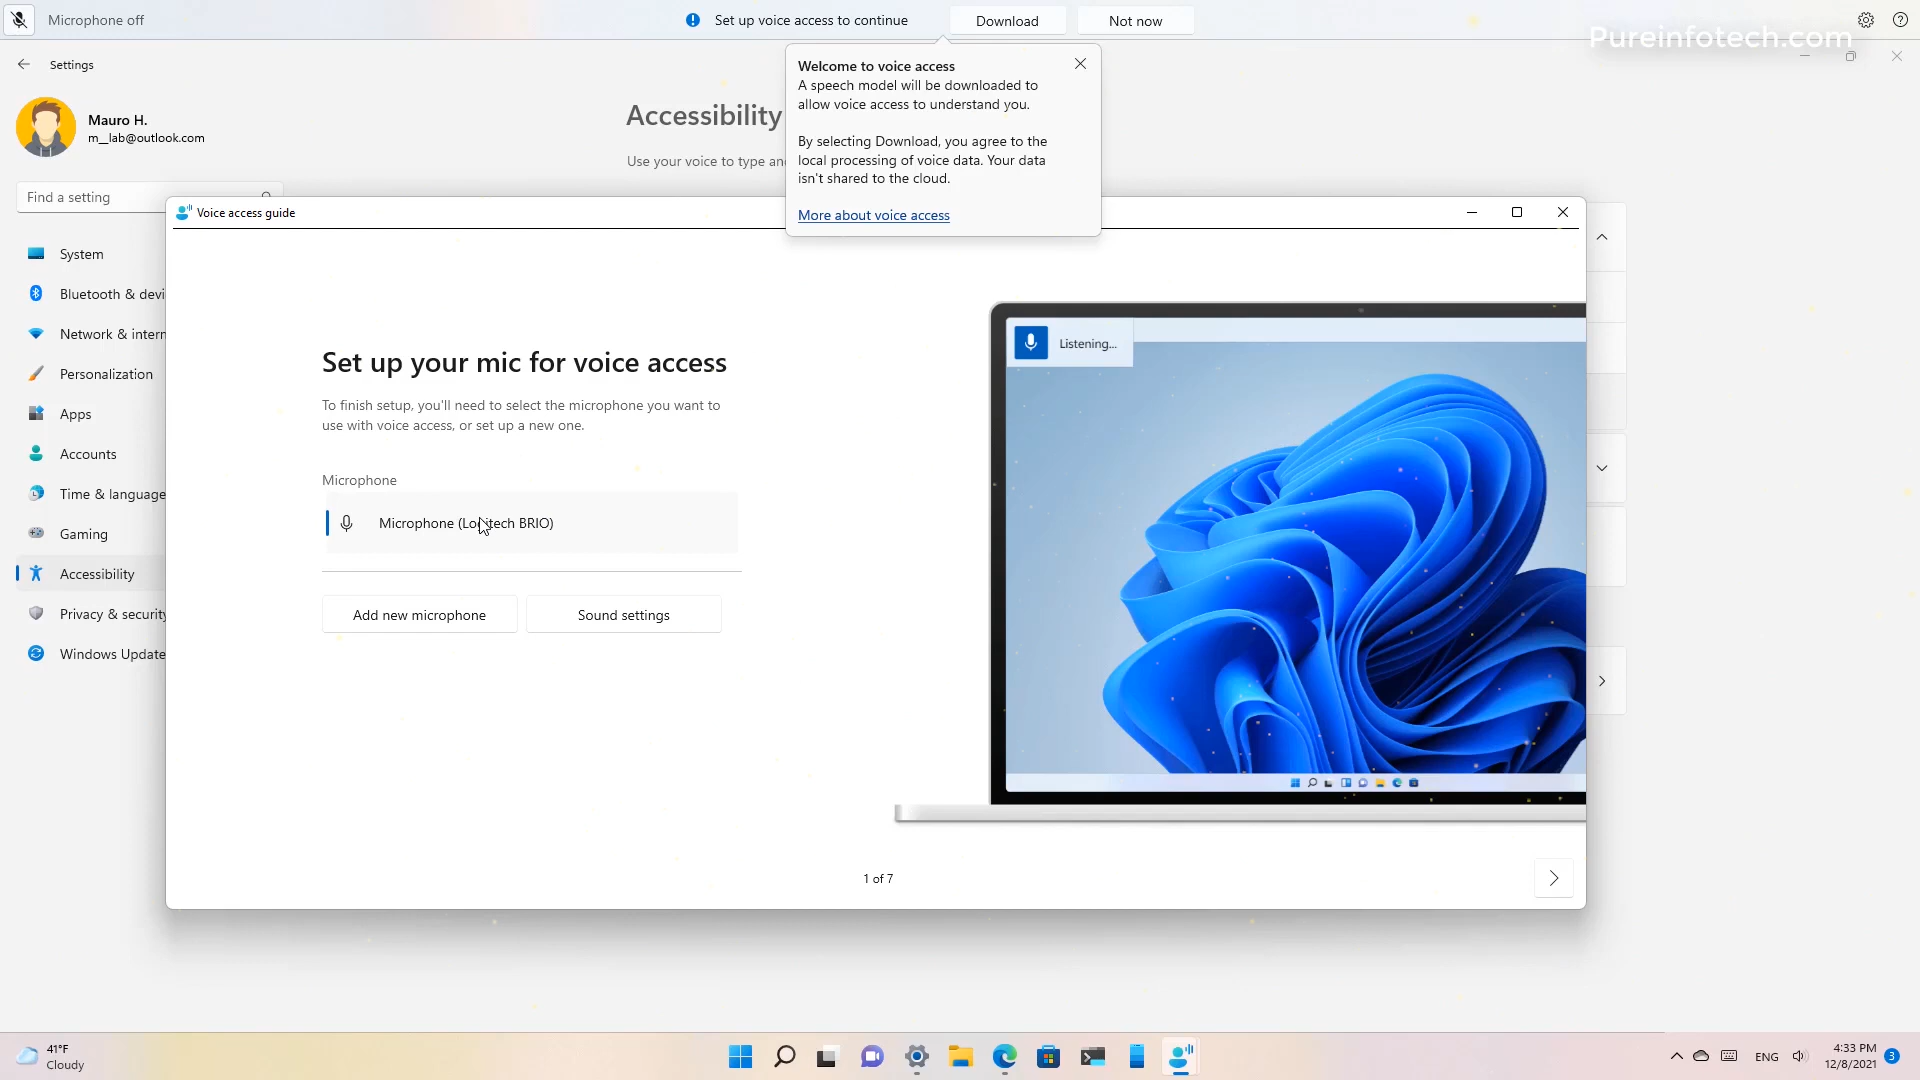 Microphone off
Set up voice access to continue
Download
Not now
Pureinfotech.com
Settings
Welcome to voice access
A speech model will be downloaded to
allow voice access to understand you.
By selecting Download, you agree to the
local processing of voice data. Your data
isn't shared to the cloud.
More about voice access
Mauro H.
m__lab@outlook.com
Accessibility
Use your voice to type an
Find a setting
System
Bluetooth & devi
Network & intern
Personalization
Apps
Accounts
Time & language
Gaming
Accessibility
Privacy & security
Windows Update
Voice access guide
Set up your mic for voice access
To finish setup, you'll need to select the microphone you want to
use with voice access, or set up a new one.
Microphone
Microphone (Logitech BRIO)
Add new microphone
Sound settings
Listening...
1 of 7
41°F
Cloudy
ENG
4:33 PM
12/8/2021
3